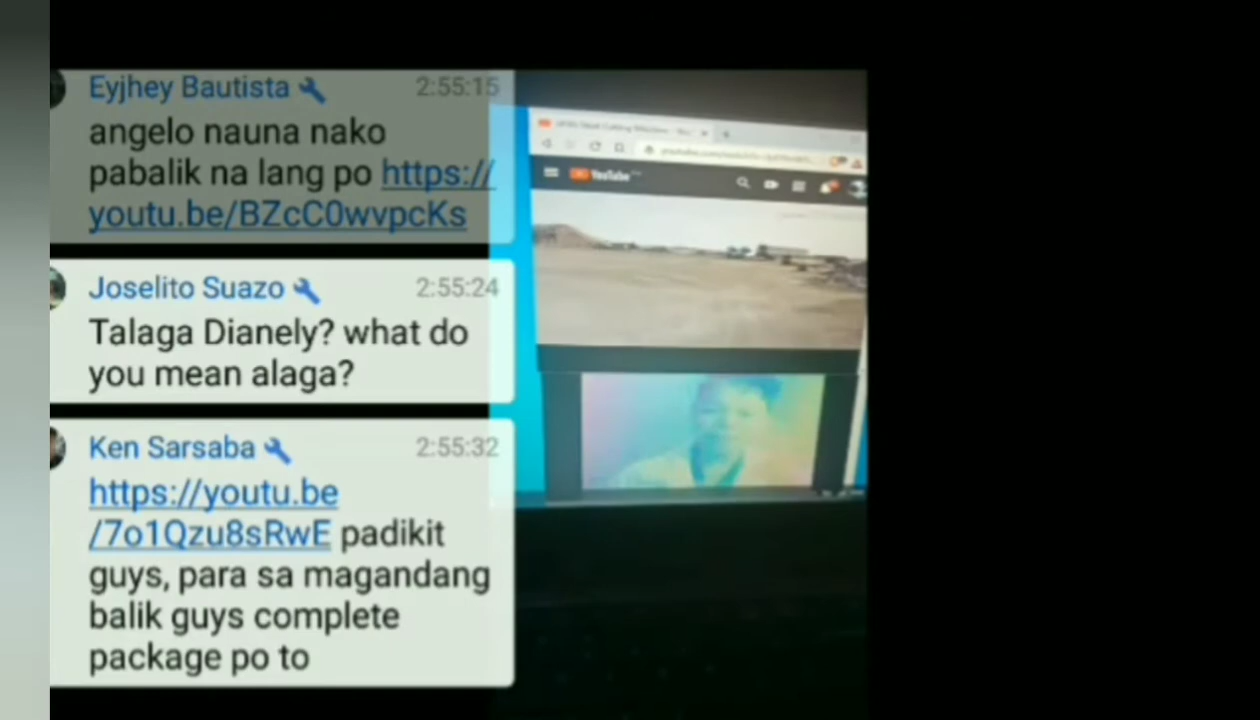 Eyjhey Bautista 2:55:15
angelo nauna nako
pabalik na lang po https://
youtu.be/BZcC0wvpcKs
Joselito Suazo 2:55:24
Talaga Dianely? what do
you mean alaga?
Ken Sarsaba 2:55:32
https://youtu.be
/7o1Qzu8sRwE padikit
guys, para sa magandang
balik guys complete
package po to
YouTube